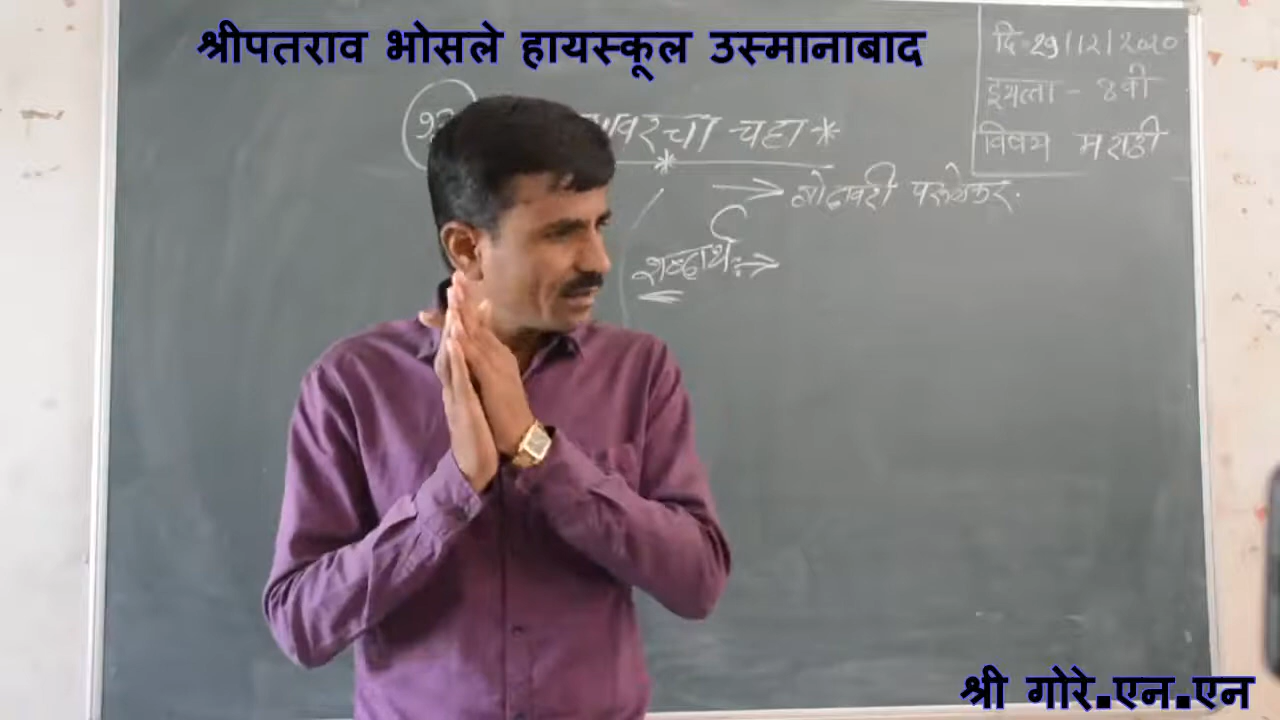 श्रीपतराव भोसले हायस्कूल उस्मानाबाद
दि-29/12/2020
इयत्ता - 8वी
विषय मराठी
चहा *
*
→ गोदावरी परुळेकर.
शब्दार्थ :→
श्री गोरे.एन.एन